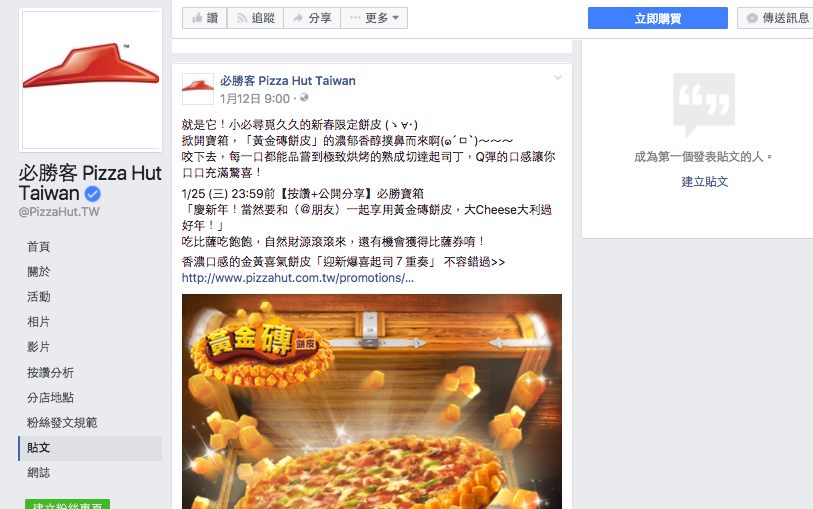 讚
追蹤
分享
更多
立即購買
傳送訊息
必勝客 Pizza Hut
Taiwan
@PizzaHut.TW
首頁
關於
活動
相片
影片
按讚分析
分店地點
粉絲發文規範
貼文
網誌
建立粉絲專頁
必勝客 Pizza Hut Taiwan
1月12日 9:00 ·
就是它！小必尋覓久久的新春限定餅皮 (ヽ∀･)
掀開寶箱，「黃金磚餅皮」的濃郁香醇撲鼻而來啊(๑´ㅁ`)～～～
咬下去，每一口都能品嘗到極致烘烤的熟成切達起司丁，Q彈的口感讓你
口口充滿驚喜！
1/25 (三) 23:59前【按讚+公開分享】必勝寶箱
「慶新年！當然要和（@朋友）一起享用黃金磚餅皮，大Cheese大利過
好年！」
吃比薩吃飽飽，自然財源滾滾來，還有機會獲得比薩券唷！
香濃口感的金黃喜氣餅皮「迎新爆喜起司７重奏」 不容錯過>>
http://www.pizzahut.com.tw/promotions/...
黃金磚餅皮
成為第一個發表貼文的人。
建立貼文